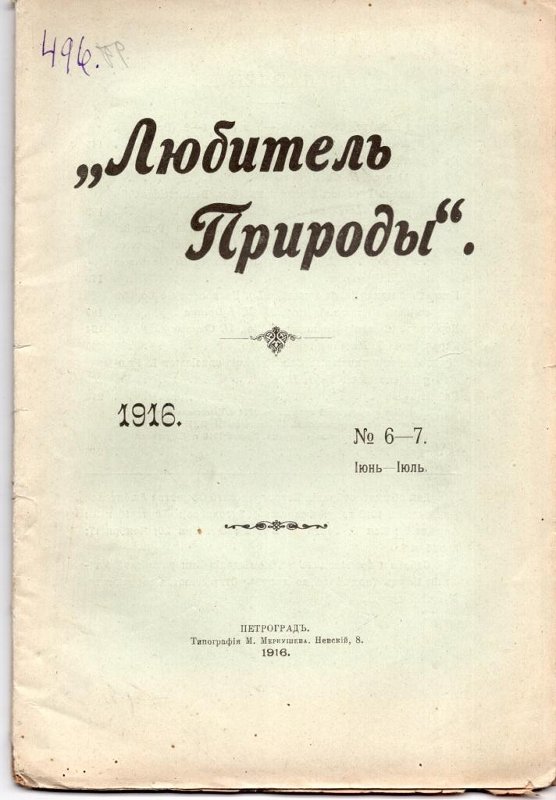 496.
„Любитель
Природы“.
1916.
№ 6—7.
Іюнь—Іюль.
ПЕТРОГРАДЪ.
Типографія М. Меркушева. Невскій, 8.
1916.